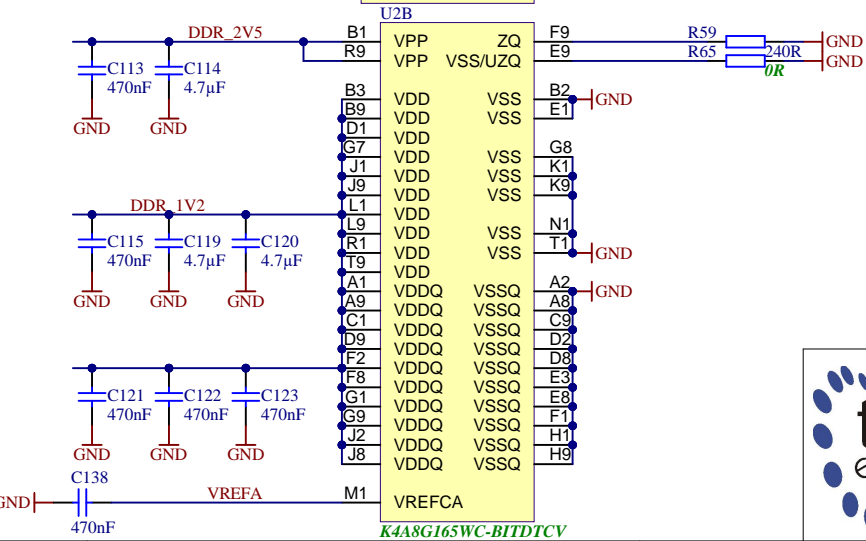 U2B
DDR_2V5
B1 VPP ZQ F9 R59 GND
R9 VPP VSS/UZQ E9 R65 240R GND
0R
C113 C114
470nF 4.7µF
GND GND
B3 VDD VSS B2 GND
B9 VDD VSS E1
D1 VDD
G7 VDD VSS G8
J1 VDD VSS K1
J9 VDD VSS K9
DDR_1V2
L1 VDD
L9 VDD VSS N1
R1 VDD VSS T1 GND
T9 VDD
C115 C119 C120
470nF 4.7µF 4.7µF
GND GND GND
A1 VDDQ VSSQ A2 GND
A9 VDDQ VSSQ A8
C1 VDDQ VSSQ C9
D9 VDDQ VSSQ D2
F2 VDDQ VSSQ D8
F8 VDDQ VSSQ E3
G1 VDDQ VSSQ E8
G9 VDDQ VSSQ F1
J2 VDDQ VSSQ H1
J8 VDDQ VSSQ H9
C121 C122 C123
470nF 470nF 470nF
GND GND GND
C138
GND VREFA M1 VREFCA
470nF
K4A8G165WC-BITDTCV